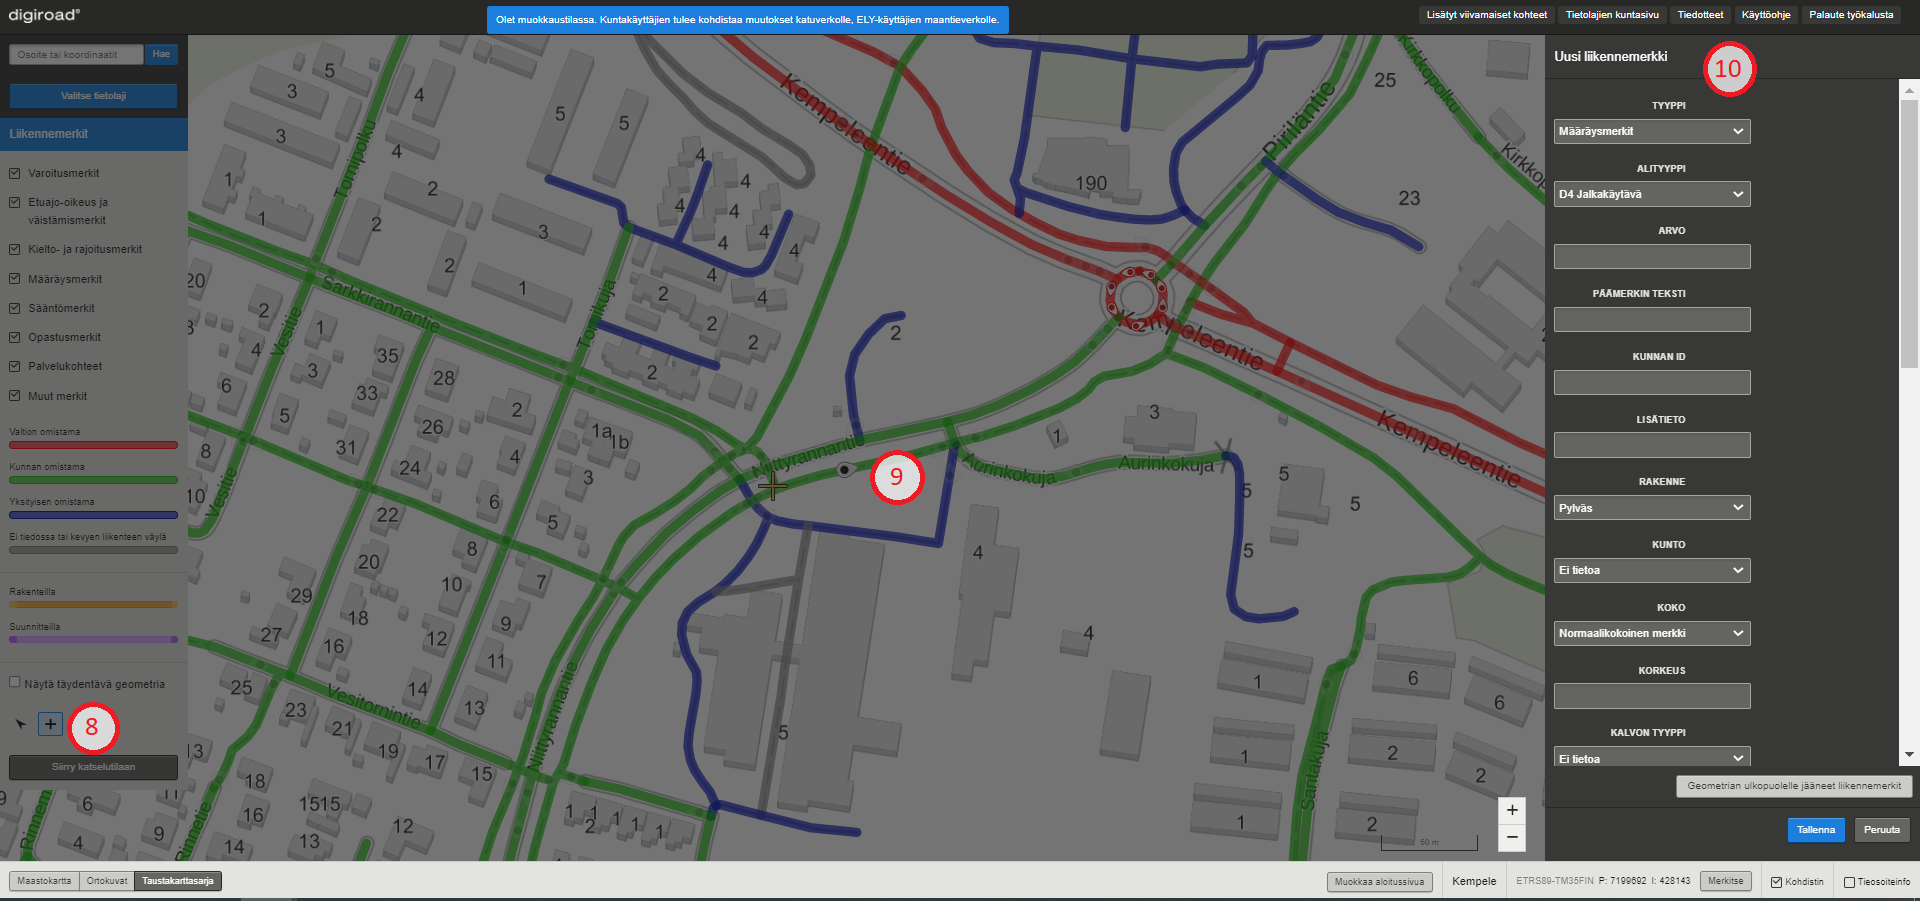 digiroad®
Olet muokkaustilassa. Kuntakäyttäjien tulee kohdistaa muutokset katuverkolle, ELY-käyttäjien maantieverkolle.
Lisätyt viivamaiset kohteet
Tietolajien kuntasivu
Tiedotteet
Käyttöohje
Palaute työkalusta
Osoite tai koordinaatit
Hae
Valitse tietolaji
Liikennemerkit
Varoitusmerkit
Etuajo-oikeus ja
väistämismerkit
Kielto- ja rajoitusmerkit
Määräysmerkit
Sääntömerkit
Opastusmerkit
Palvelukohteet
Muut merkit
Valtion omistama
Kunnan omistama
Yksityisen omistama
Ei tiedossa tai kevyen liikenteen väylä
Rakenteilla
Suunnitteilla
Näytä täydentävä geometria
+
8
Siirry katselutilaan
Kempeleentie
Piriläntie
Kirkkopolku
Tornipolku
Sarkkirannantie
Vesitie
Tornikuja
Kempeleentie
Kempeleentie
Niittyrannantie
Aurinkokuja
Aurinkokuja
Vesitie
Vesitornintie
Niittyrannantie
Santakuja
Rinnetie
190
25
23
9
50 m
+
−
Uusi liikennemerkki
10
TYYPPI
Määräysmerkit
ALITYYPPI
D4 Jalkakäytävä
ARVO
PÄÄMERKIN TEKSTI
KUNNAN ID
LISÄTIETO
RAKENNE
Pylväs
KUNTO
Ei tietoa
KOKO
Normaalikokoinen merkki
KORKEUS
KALVON TYYPPI
Ei tietoa
Geometrian ulkopuolelle jääneet liikennemerkit
Tallenna
Peruuta
Maastokartta
Ortokuvat
Taustakarttasarja
Muokkaa aloitussivua
Kempele
ETRS89-TM35FIN P: 7199692 I: 428143
Merkitse
Kohdistin
Tieosoiteinfo